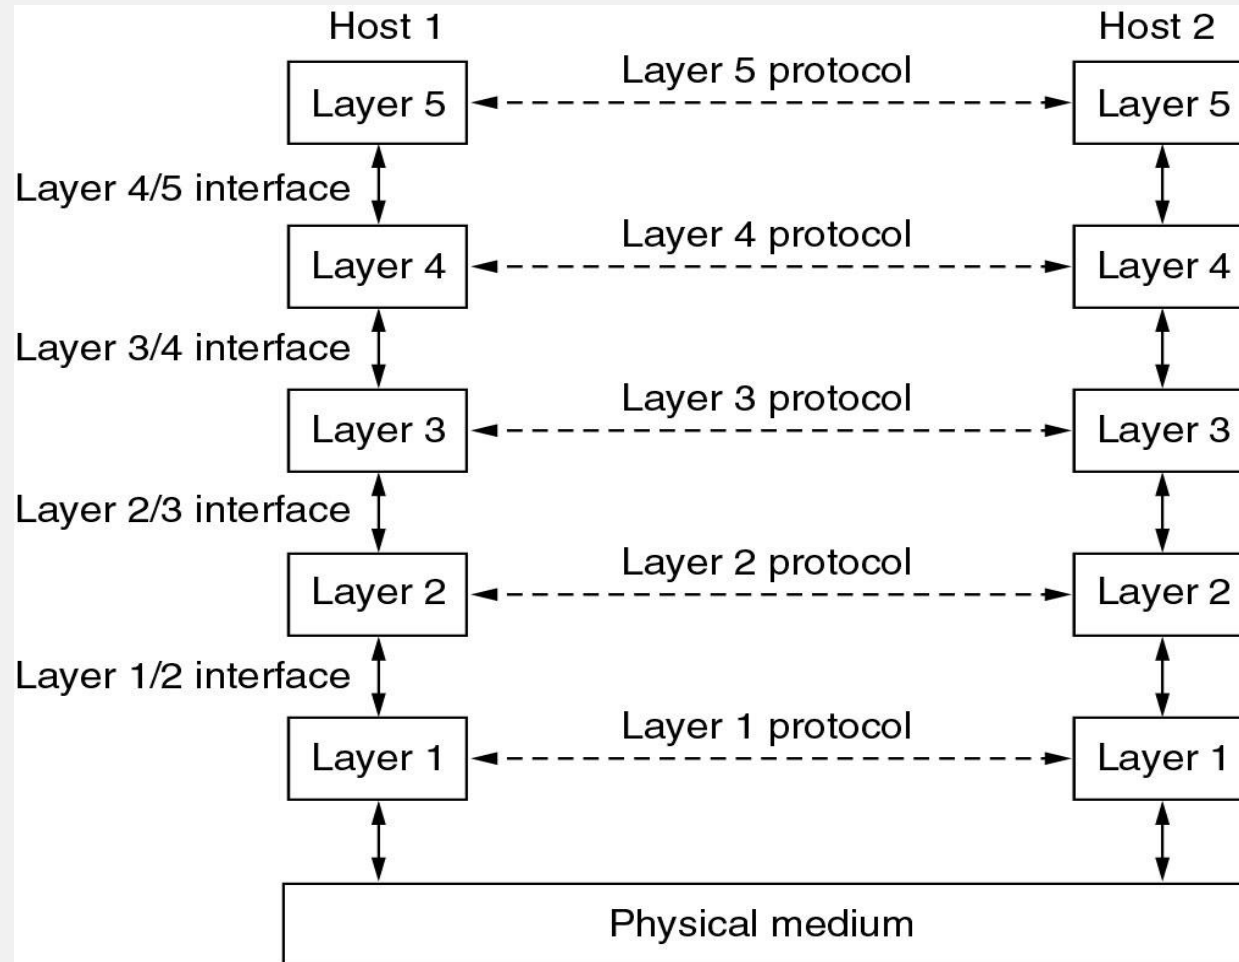 Host 1
Host 2
Layer 5 protocol
Layer 5
Layer 5
Layer 4/5 interface
Layer 4 protocol
Layer 4
Layer 4
Layer 3/4 interface
Layer 3 protocol
Layer 3
Layer 3
Layer 2/3 interface
Layer 2 protocol
Layer 2
Layer 2
Layer 1/2 interface
Layer 1 protocol
Layer 1
Layer 1
Physical medium